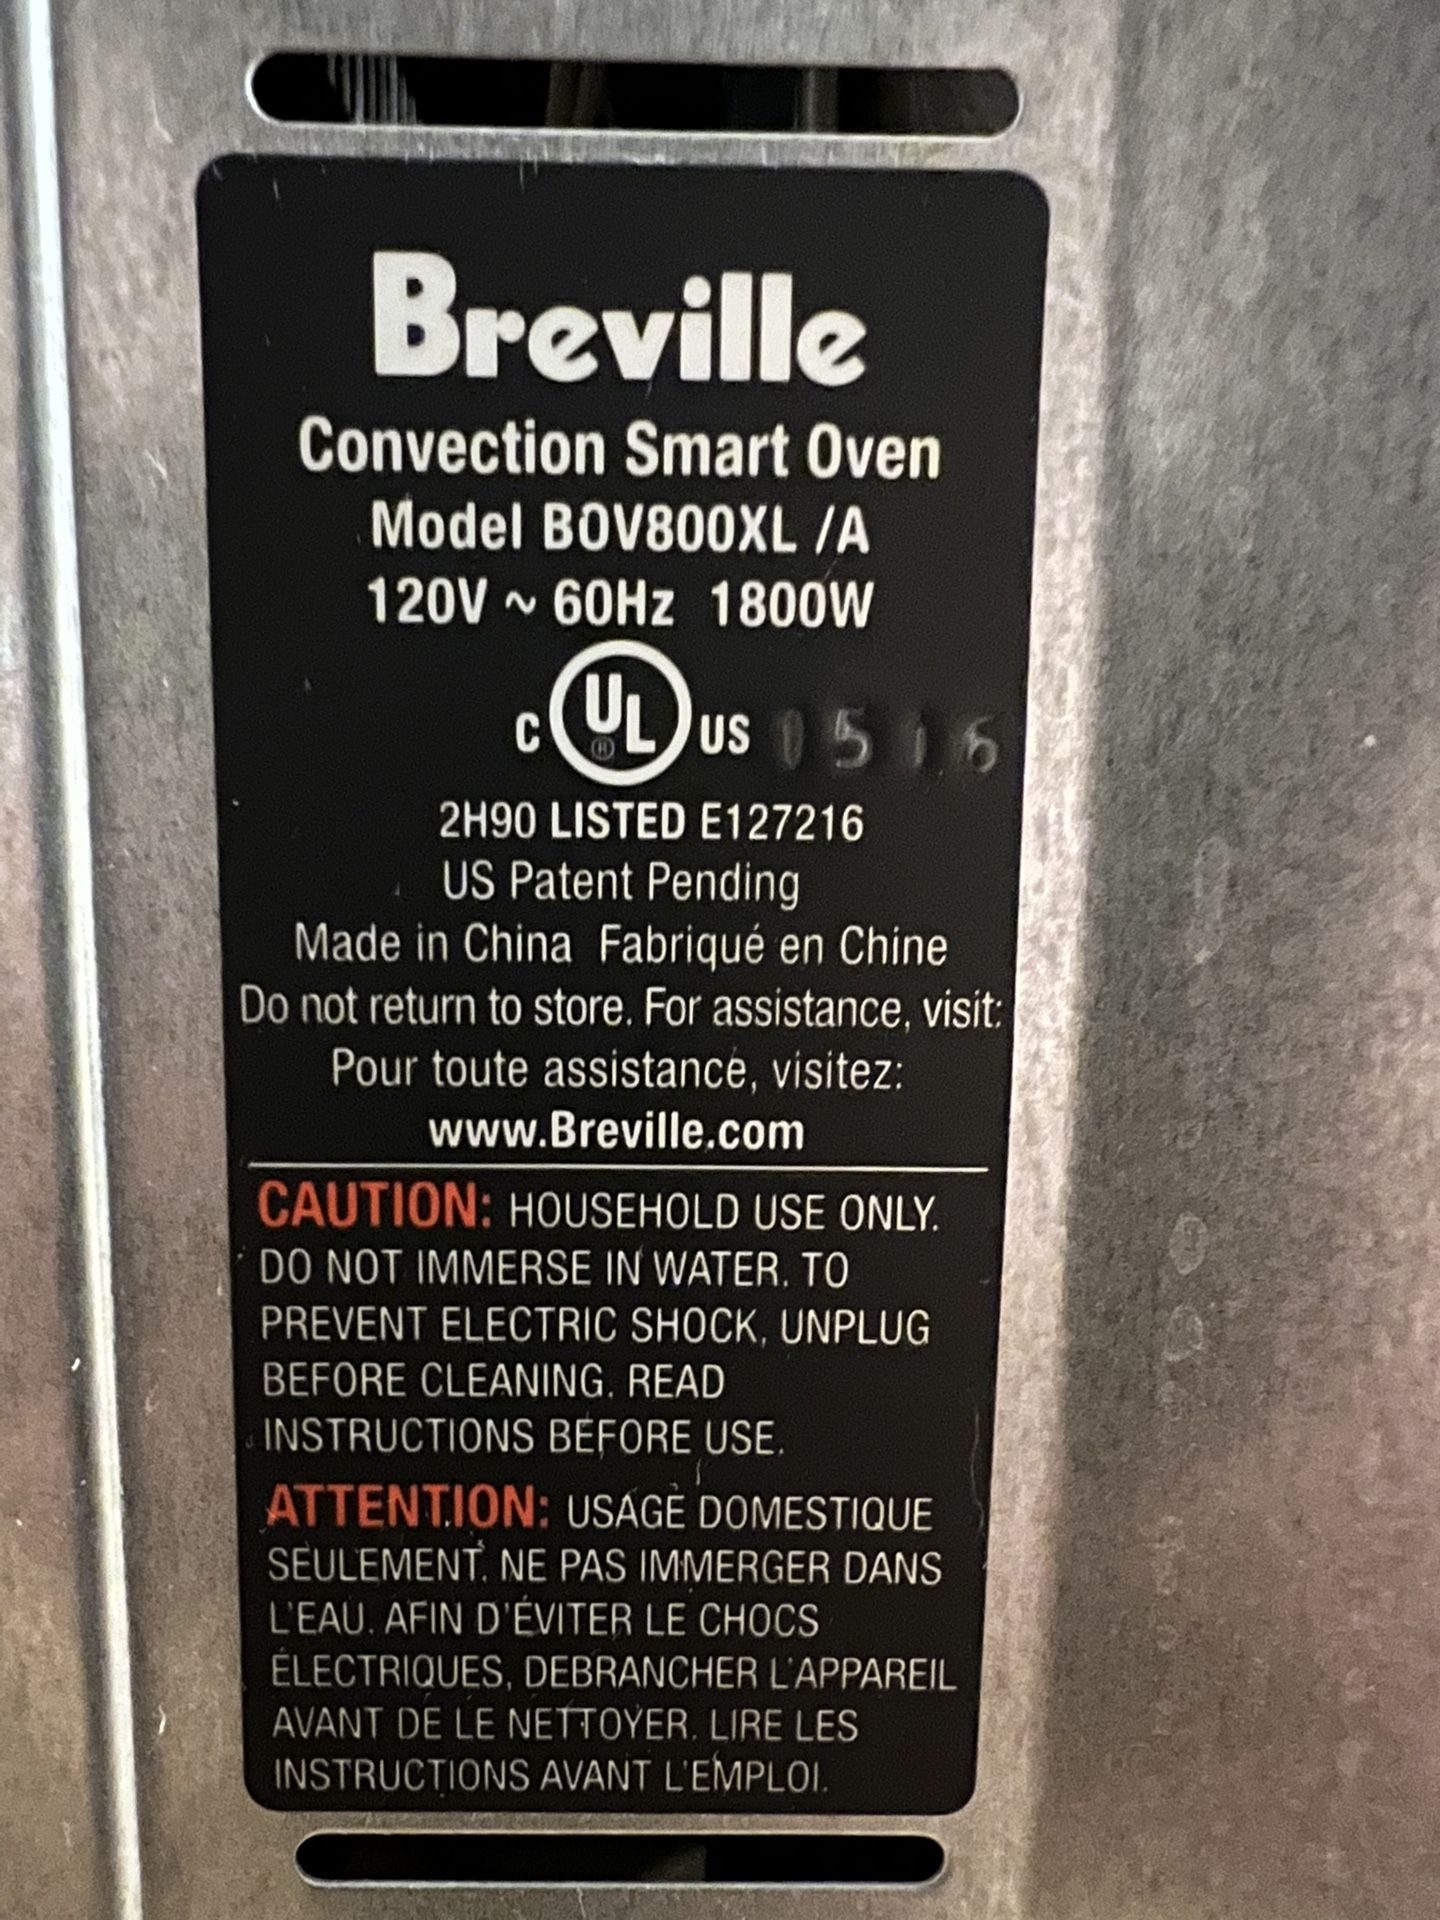 Breville
Convection Smart Oven
Model BOV800XL /A
120V ~ 60Hz 1800W
C UL US 1516
®
2H90 LISTED E127216
US Patent Pending
Made in China Fabriqué en Chine
Do not return to store. For assistance, visit:
Pour toute assistance, visitez:
www.Breville.com
CAUTION: HOUSEHOLD USE ONLY.
DO NOT IMMERSE IN WATER. TO
PREVENT ELECTRIC SHOCK, UNPLUG
BEFORE CLEANING. READ
INSTRUCTIONS BEFORE USE.
ATTENTION: USAGE DOMESTIQUE
SEULEMENT. NE PAS IMMERGER DANS
L'EAU. AFIN D'ÉVITER LE CHOCS
ÉLECTRIQUES, DEBRANCHER L'APPAREIL
AVANT DE LE NETTOYER. LIRE LES
INSTRUCTIONS AVANT L'EMPLOI.